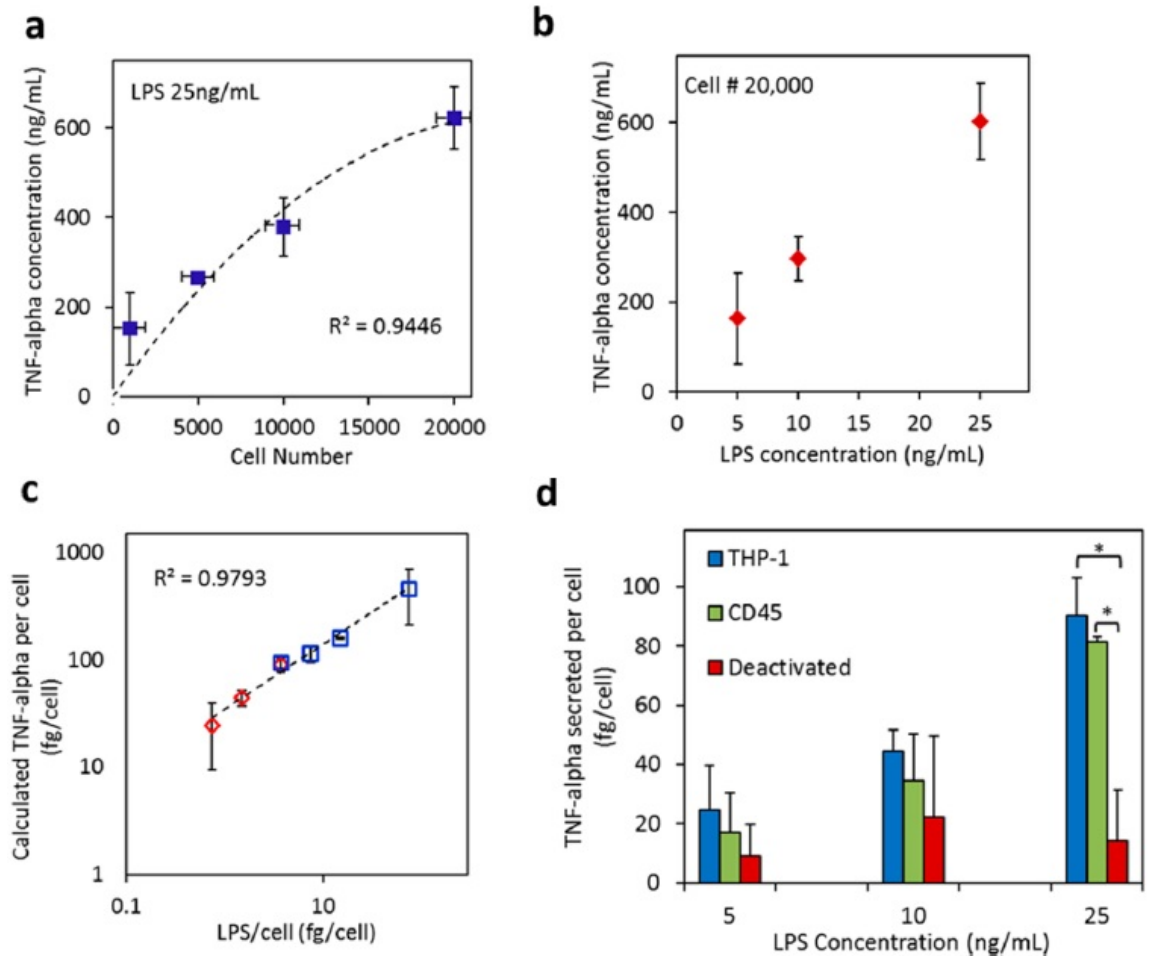 a
TNF-alpha concentration (ng/mL)
LPS 25ng/mL
600
400
200
0
R² = 0.9446
0 5000 10000 15000 20000
Cell Number
b
TNF-alpha concentration (ng/mL)
Cell # 20,000
600
400
200
0
0 5 10 15 20 25
LPS concentration (ng/mL)
c
Calculated TNF-alpha per cell
(fg/cell)
1000
R² = 0.9793
100
10
1
0.1 10
LPS/cell (fg/cell)
d
TNF-alpha secreted per cell
(fg/cell)
THP-1
CD45
Deactivated
*
*
100
80
60
40
20
0
5 10 25
LPS Concentration (ng/mL)